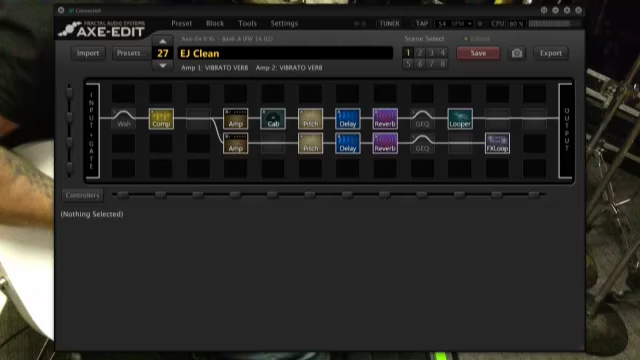 Connected!
FRACTAL AUDIO SYSTEMS
AXE-EDIT
Preset Block Tools Settings
TUNER TAP 54 CPU: 60 %
Import Presets 27 EJ Clean
Amp 1: VIBRATO VERB Amp 2: VIBRATO VERB
Scene Select
1 2 3 4
5 6 7 8
Edited
Save Export
INPUT • GATE
Wah Comp Amp Cab Pitch Delay Reverb GEQ Looper
Amp Pitch Delay Reverb GEQ FXLoop
OUTPUT
Controllers
(Nothing Selected)